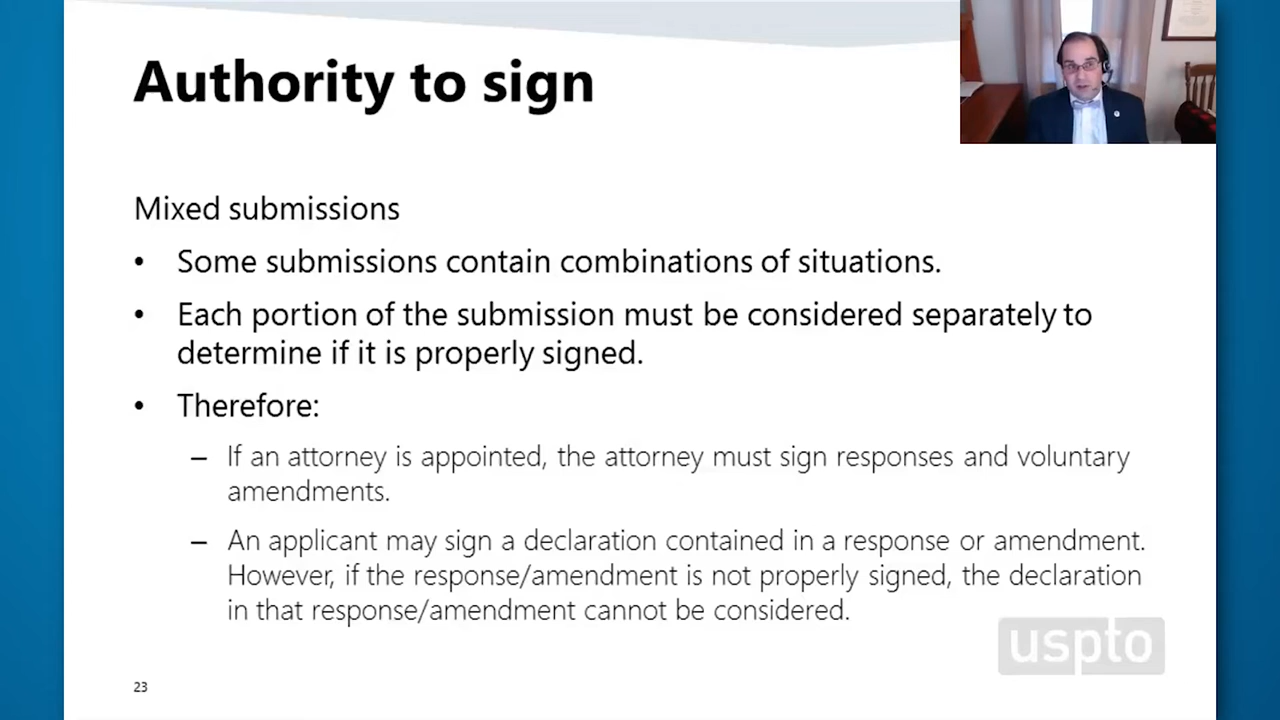 Authority to sign
Mixed submissions
• Some submissions contain combinations of situations.
• Each portion of the submission must be considered separately to
determine if it is properly signed.
• Therefore:
– If an attorney is appointed, the attorney must sign responses and voluntary
amendments.
– An applicant may sign a declaration contained in a response or amendment.
However, if the response/amendment is not properly signed, the declaration
in that response/amendment cannot be considered.
uspto
23